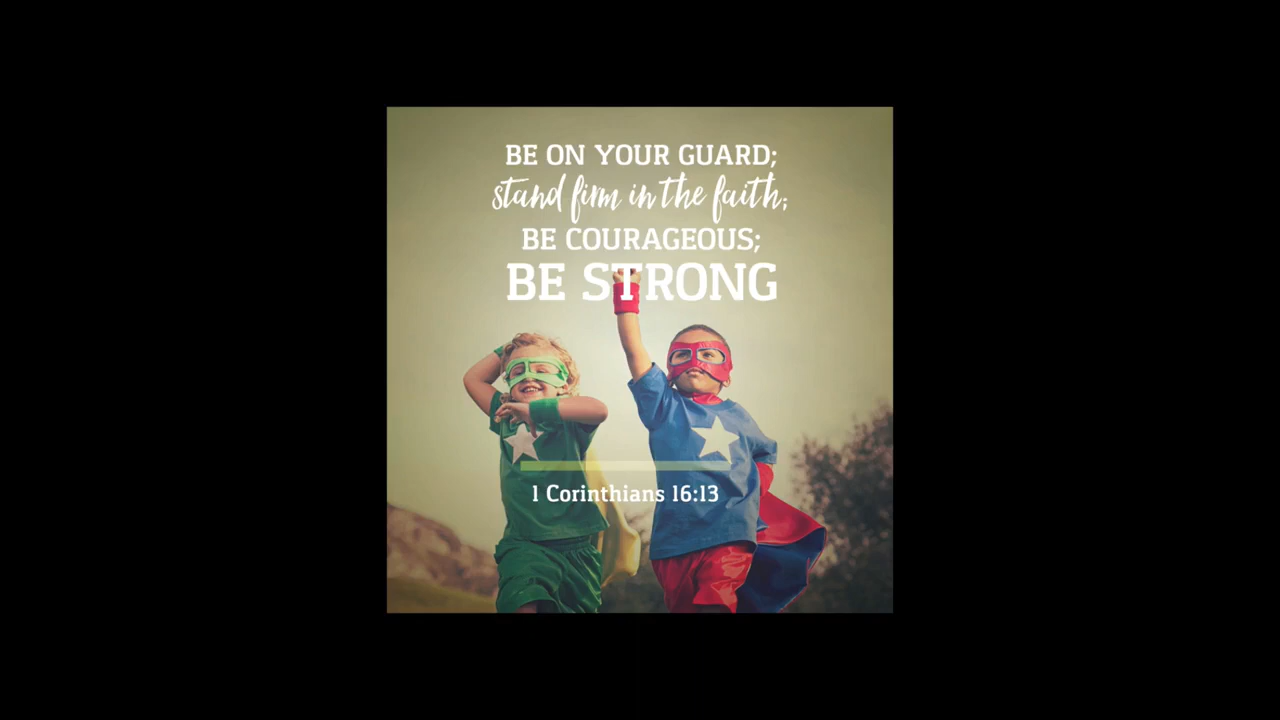 BE ON YOUR GUARD;
stand firm in the faith;
BE COURAGEOUS;
BE STRONG
1 Corinthians 16:13